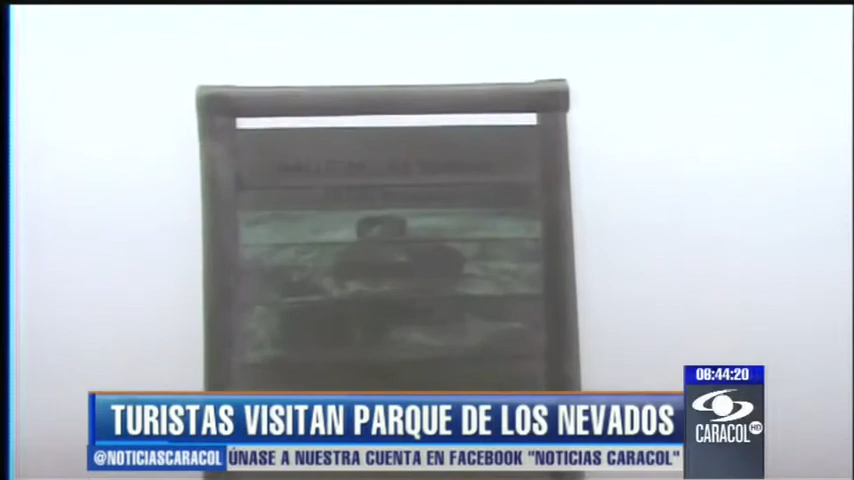 08:44:20
TURISTAS VISITAN PARQUE DE LOS NEVADOS
CARACOL HD
@NOTICIASCARACOL ÚNASE A NUESTRA CUENTA EN FACEBOOK "NOTICIAS CARACOL"